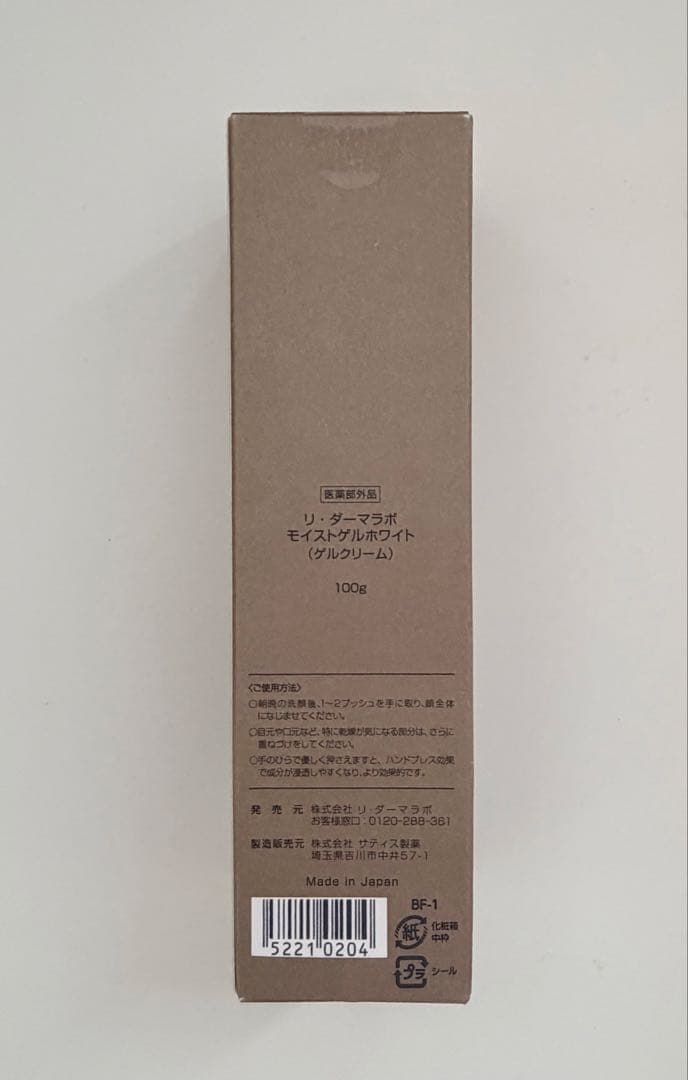 医薬部外品
リ・ダーマラボ
モイストゲルホワイト
(ゲルクリーム)
100g
〈ご使用方法〉
○朝晩の洗顔後、1〜2プッシュを手に取り、顔全体
になじませてください。
○目元や口元など、特に乾燥が気になる部分は、さらに
重ねづけをしてください。
○手のひらで優しく押さえますと、ハンドプレス効果
で成分が浸透しやすくなり、より効果的です。
発売元 株式会社 リ・ダーマラボ
お客様窓口:0120-288-361
製造販売元 株式会社 サティス製薬
埼玉県吉川市中井57-1
Made in Japan
BF-1
52210204
紙 化粧箱
中枠
プラ シール